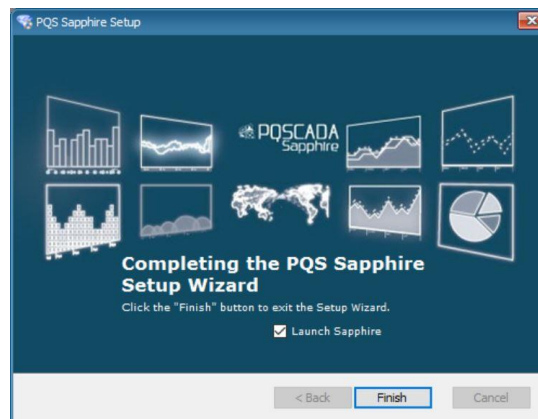 PQS Sapphire Setup
PQSCADA
Sapphire
Completing the PQS Sapphire
Setup Wizard
Click the "Finish" button to exit the Setup Wizard.
Launch Sapphire
< Back
Finish
Cancel